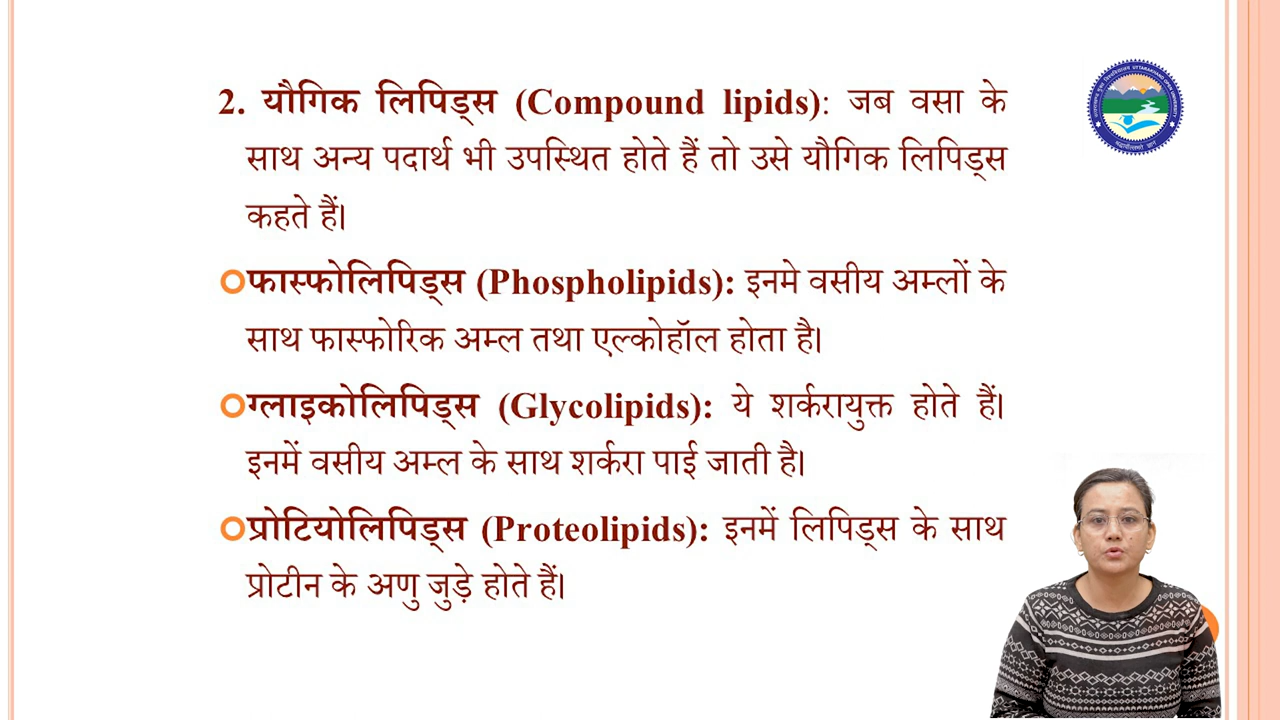 2. यौगिक लिपिड्स (Compound lipids): जब वसा के
साथ अन्य पदार्थ भी उपस्थित होते हैं तो उसे यौगिक लिपिड्स
कहते हैं।
फास्फोलिपिड्स (Phospholipids): इनमे वसीय अम्लों के
साथ फास्फोरिक अम्ल तथा एल्कोहॉल होता है।
ग्लाइकोलिपिड्स (Glycolipids): ये शर्करायुक्त होते हैं।
इनमें वसीय अम्ल के साथ शर्करा पाई जाती है।
प्रोटियोलिपिड्स (Proteolipids): इनमें लिपिड्स के साथ
प्रोटीन के अणु जुड़े होते हैं।